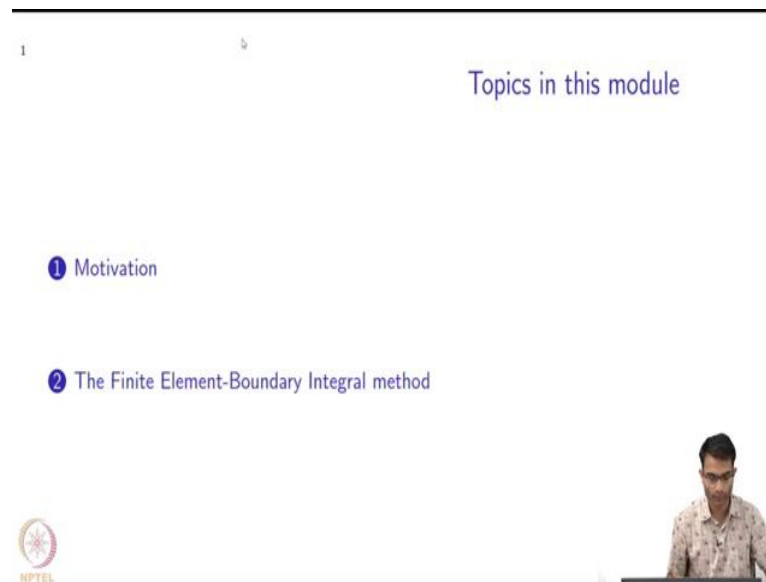 1
Topics in this module
1 Motivation
2 The Finite Element-Boundary Integral method
NPTEL